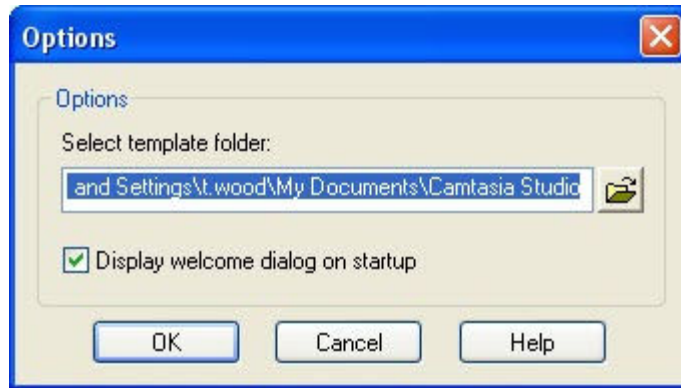 Options
Options
Select template folder:
and Settings\t.wood\My Documents\Camtasia Studio
Display welcome dialog on startup
OK Cancel Help